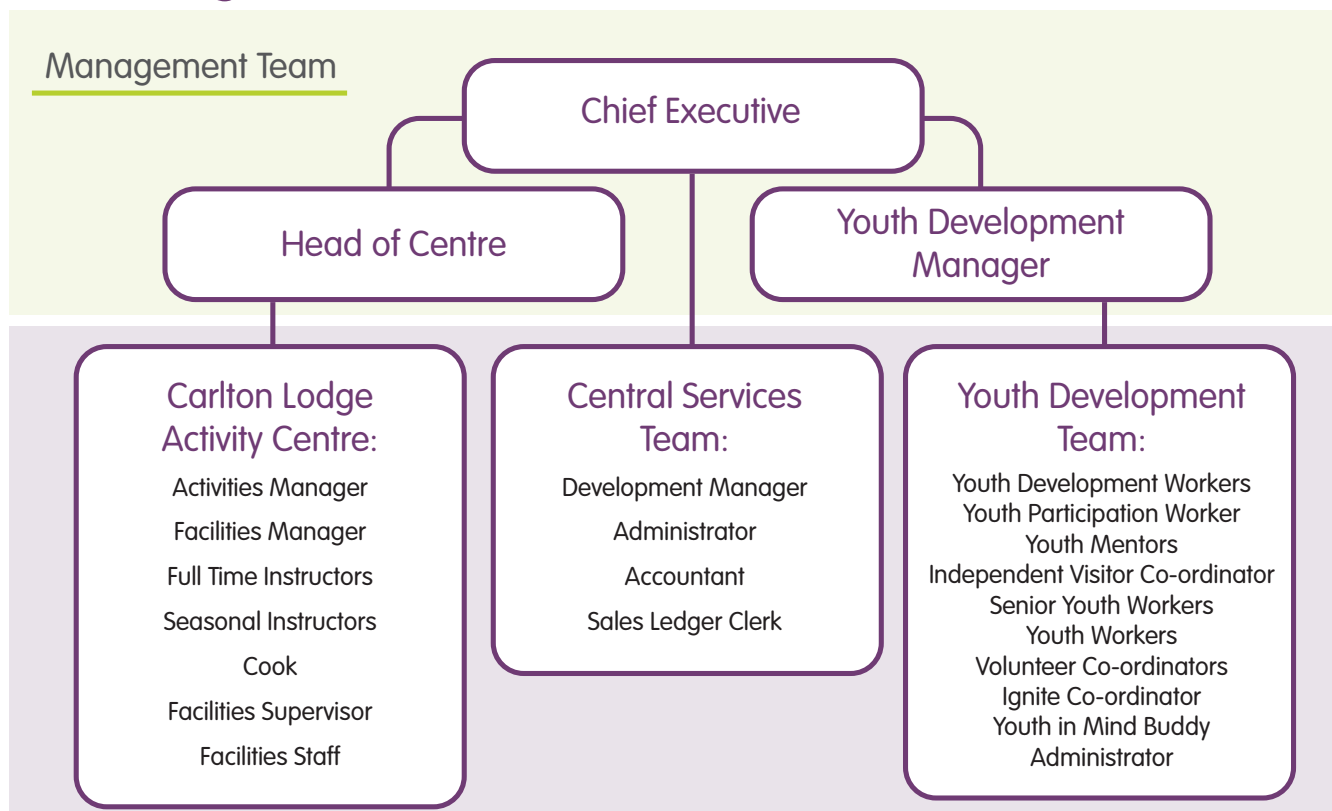 Management Team
Chief Executive
Head of Centre
Youth Development
Manager
Carlton Lodge
Activity Centre:
Activities Manager
Facilities Manager
Full Time Instructors
Seasonal Instructors
Cook
Facilities Supervisor
Facilities Staff
Central Services
Team:
Development Manager
Administrator
Accountant
Sales Ledger Clerk
Youth Development
Team:
Youth Development Workers
Youth Participation Worker
Youth Mentors
Independent Visitor Co-ordinator
Senior Youth Workers
Youth Workers
Volunteer Co-ordinators
Ignite Co-ordinator
Youth in Mind Buddy
Administrator